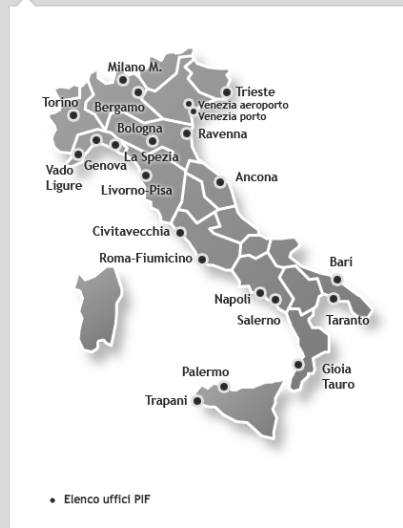 Milano M.
Trieste
Torino
Bergamo
Venezia aeroporto
Venezia porto
Bologna
Ravenna
Vado
Ligure
Genova
La Spezia
Livorno-Pisa
Ancona
Civitavecchia
Roma-Fiumicino
Bari
Napoli
Salerno
Taranto
Palermo
Gioia
Tauro
Trapani
• Elenco uffici PIF